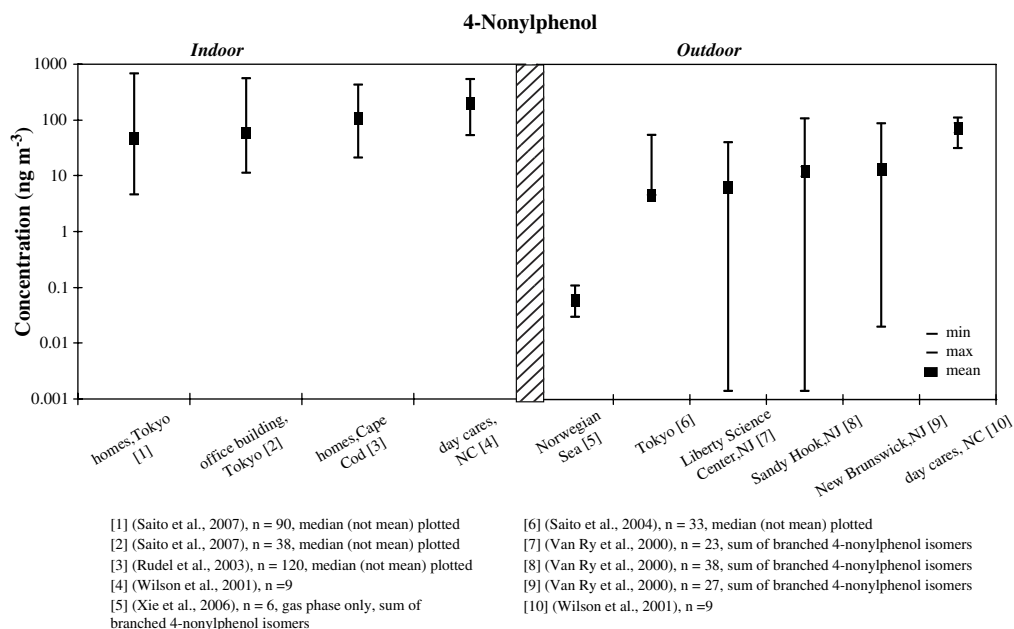 4-Nonylphenol
Indoor
Outdoor
Concentration (ng m-3)
1000
100
10
1
0.1
0.01
0.001
min
max
mean
homes,Tokyo
[1]
office building,
Tokyo [2]
homes,Cape
Cod [3]
day cares,
NC [4]
Norwegian
Sea [5]
Tokyo [6]
Liberty Science
Center,NJ [7]
Sandy Hook,NJ [8]
New Brunswick,NJ [9]
day cares, NC [10]
[1] (Saito et al., 2007), n = 90, median (not mean) plotted
[2] (Saito et al., 2007), n = 38, median (not mean) plotted
[3] (Rudel et al., 2003), n = 120, median (not mean) plotted
[4] (Wilson et al., 2001), n =9
[5] (Xie et al., 2006), n = 6, gas phase only, sum of
branched 4-nonylphenol isomers
[6] (Saito et al., 2004), n = 33, median (not mean) plotted
[7] (Van Ry et al., 2000), n = 23, sum of branched 4-nonylphenol isomers
[8] (Van Ry et al., 2000), n = 38, sum of branched 4-nonylphenol isomers
[9] (Van Ry et al., 2000), n = 27, sum of branched 4-nonylphenol isomers
[10] (Wilson et al., 2001), n =9